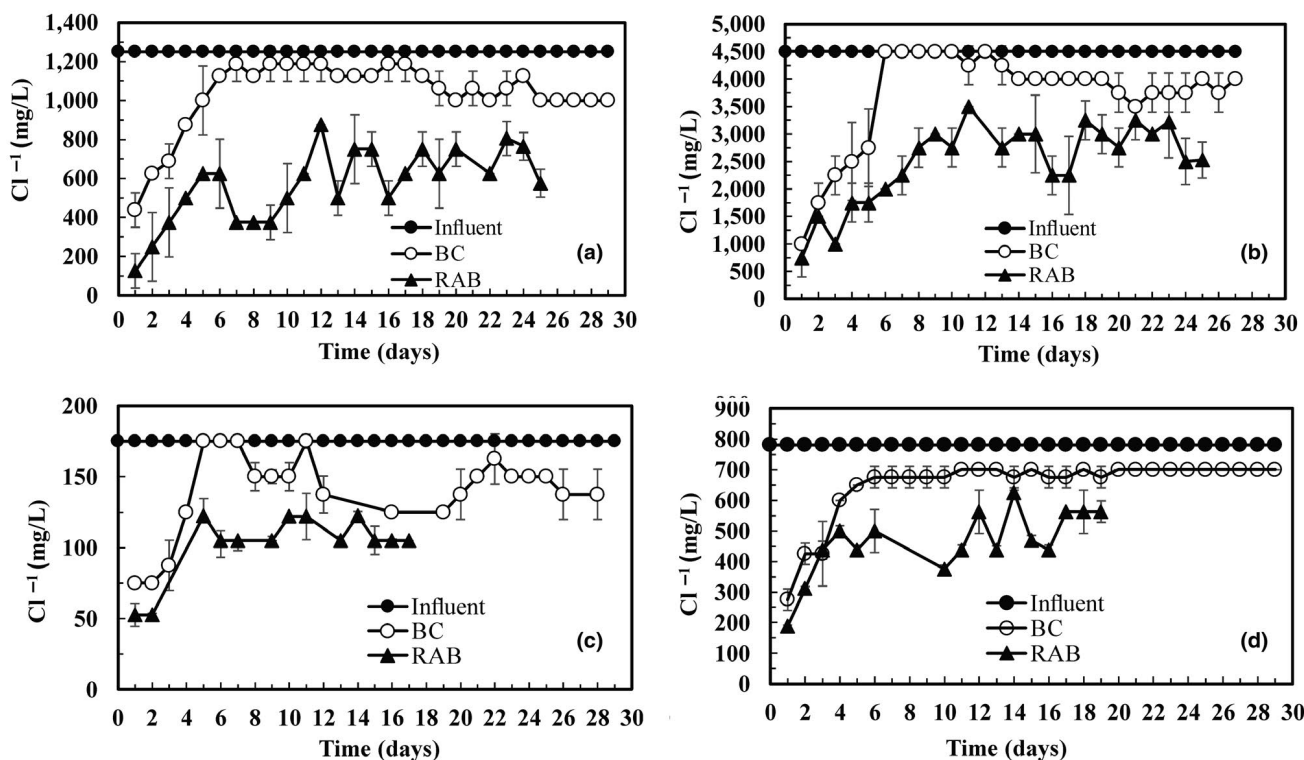 1,400
1,200
1,000
800
600
400
200
0
Cl ⁻¹ (mg/L)
Influent
BC
RAB
(a)
0 2 4 6 8 10 12 14 16 18 20 22 24 26 28 30
Time (days)
5,000
4,500
4,000
3,500
3,000
2,500
2,000
1,500
1,000
500
0
Cl ⁻¹ (mg/L)
Influent
BC
RAB
(b)
0 2 4 6 8 10 12 14 16 18 20 22 24 26 28 30
Time (days)
200
150
100
50
0
Cl ⁻¹ (mg/L)
Influent
BC
RAB
(c)
0 2 4 6 8 10 12 14 16 18 20 22 24 26 28 30
Time (days)
900
800
700
600
500
400
300
200
100
0
Cl ⁻¹ (mg/L)
Influent
BC
RAB
(d)
0 2 4 6 8 10 12 14 16 18 20 22 24 26 28 30
Time (days)